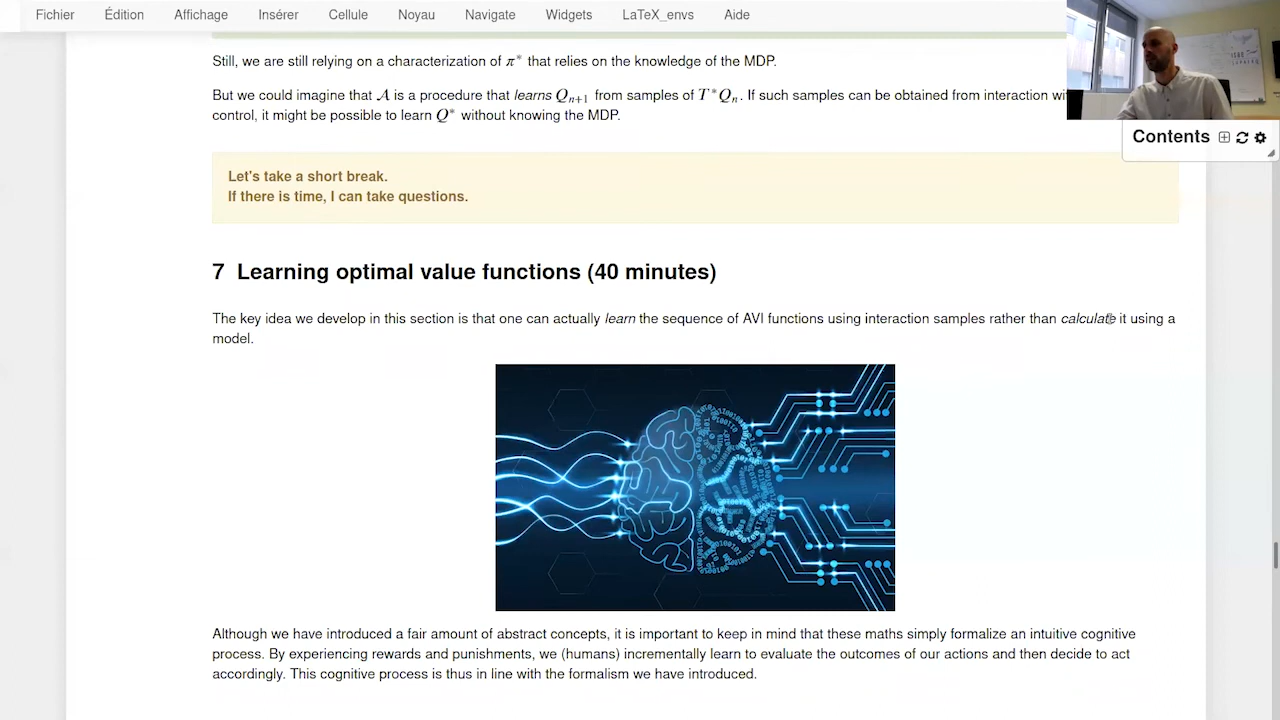 Fichier Édition Affichage Insérer Cellule Noyau Navigate Widgets LaTeX_envs Aide
Still, we are still relying on a characterization of π* that relies on the knowledge of the MDP.
But we could imagine that 𝒜 is a procedure that learns Qₙ₊₁ from samples of T*Qₙ. If such samples can be obtained from interaction
control, it might be possible to learn Q* without knowing the MDP.
Contents
Let's take a short break.
If there is time, I can take questions.
7 Learning optimal value functions (40 minutes)
The key idea we develop in this section is that one can actually learn the sequence of AVI functions using interaction samples rather than calculate it using a
model.
Although we have introduced a fair amount of abstract concepts, it is important to keep in mind that these maths simply formalize an intuitive cognitive
process. By experiencing rewards and punishments, we (humans) incrementally learn to evaluate the outcomes of our actions and then decide to act
accordingly. This cognitive process is thus in line with the formalism we have introduced.